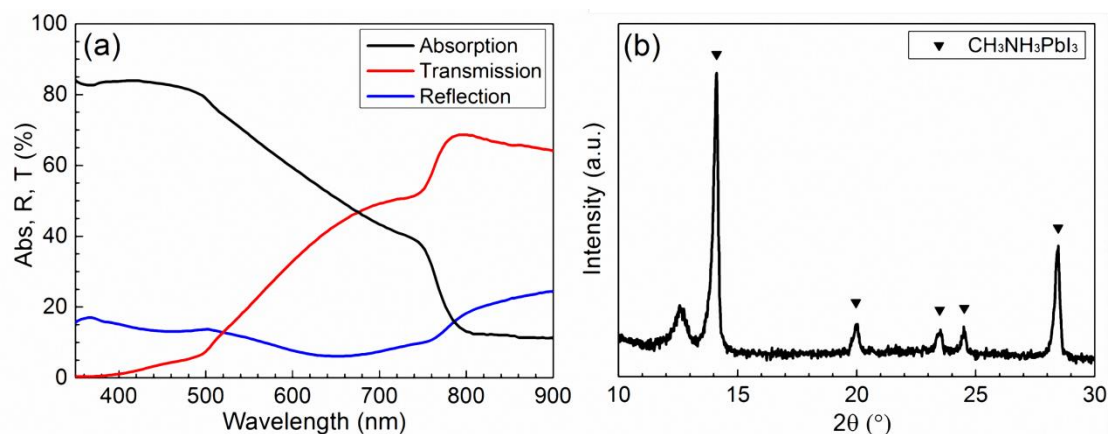 (a)
Absorption
Transmission
Reflection
Abs, R, T (%)
100
80
60
40
20
0
400 500 600 700 800 900
Wavelength (nm)
(b)
CH₃NH₃PbI₃
Intensity (a.u.)
10 15 20 25 30
2θ (°)